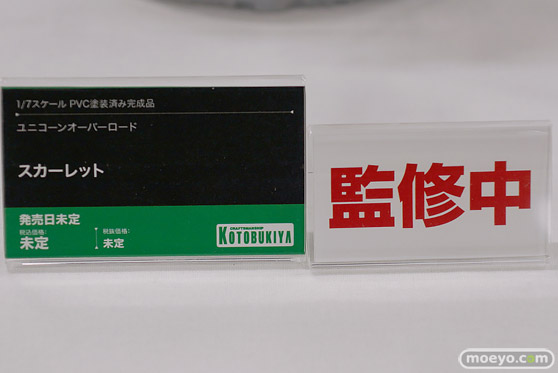 1/7スケール PVC塗装済み完成品
ユニコーンオーバーロード
スカーレット
発売日未定
税込価格:
未定
税抜価格:
未定
CRAFTSMANSHIP
KOTOBUKIYA
監修中
moeyo.com